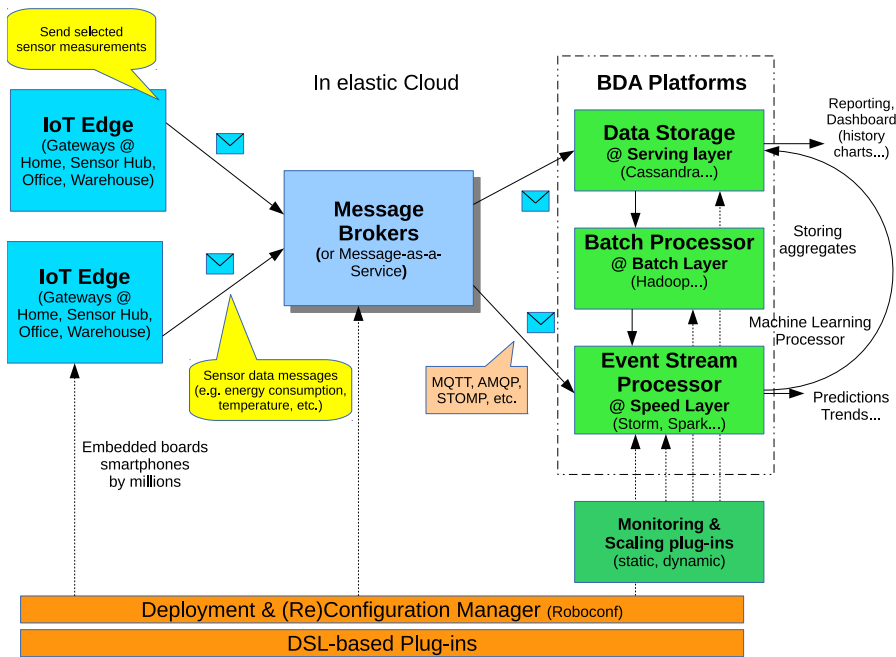 Send selected
sensor measurements
In elastic Cloud
BDA Platforms
IoT Edge
(Gateways @
Home, Sensor Hub,
Office, Warehouse)
Data Storage
@ Serving layer
(Cassandra...)
Reporting,
Dashboard
(history
charts...)
Message
Brokers
(or Message-as-a-
Service)
Storing
aggregates
Batch Processor
@ Batch Layer
(Hadoop...)
IoT Edge
(Gateways @
Home, Sensor Hub,
Office, Warehouse)
Machine Learning
Processor
Sensor data messages
(e.g. energy consumption,
temperature, etc.)
MQTT, AMQP,
STOMP, etc.
Event Stream
Processor
@ Speed Layer
(Storm, Spark...)
Predictions
Trends...
Embedded boards
smartphones
by millions
Monitoring &
Scaling plug-ins
(static, dynamic)
Deployment & (Re)Configuration Manager (Roboconf)
DSL-based Plug-ins